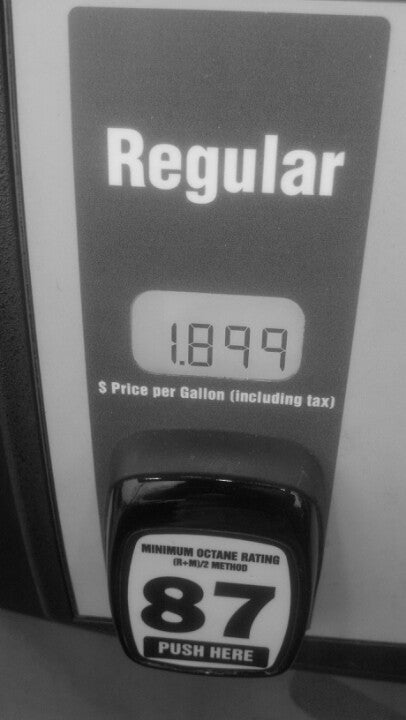 Regular
1.899
$ Price per Gallon (including tax)
MINIMUM OCTANE RATING
(R+M)/2 METHOD
87
PUSH HERE